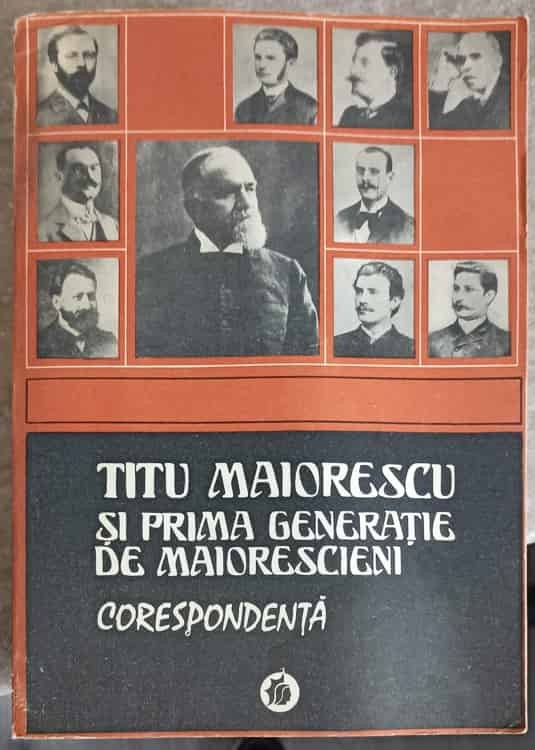 TITU MAIORESCU
ȘI PRIMA GENERAȚIE
DE MAIORESCIENI
CORESPONDENȚĂ